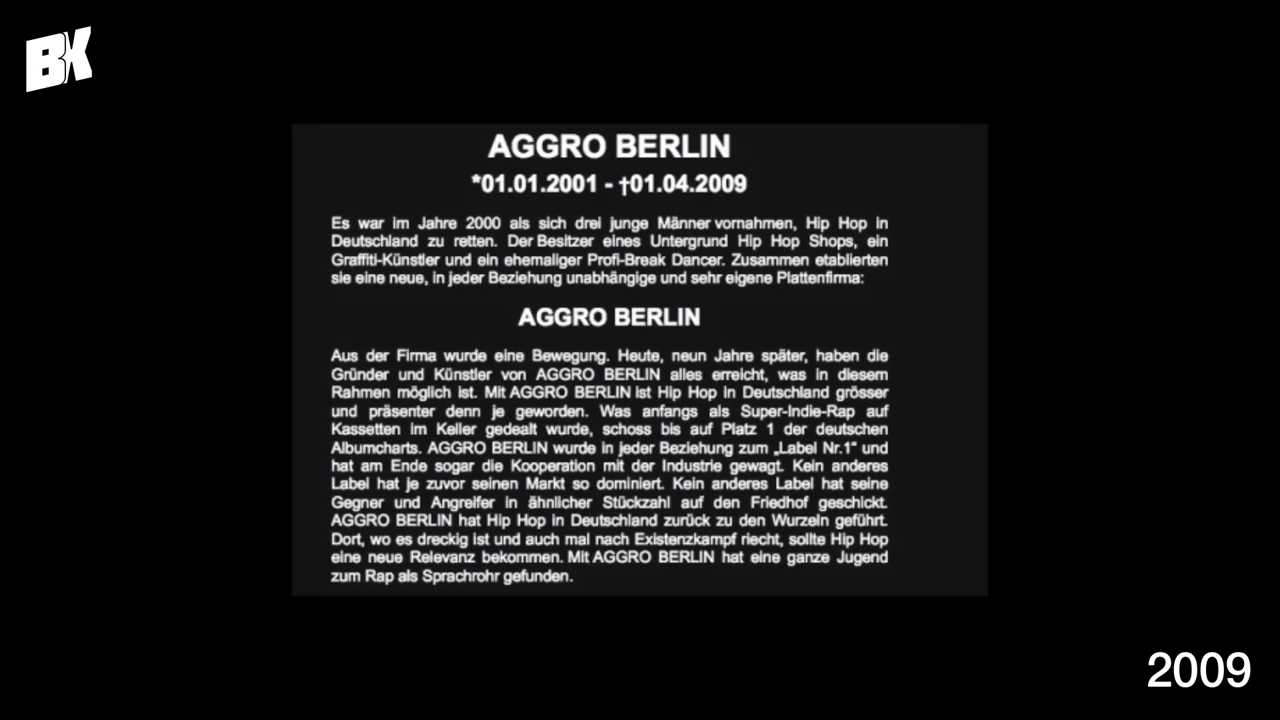 BK
AGGRO BERLIN
*01.01.2001 - †01.04.2009
Es war im Jahre 2000 als sich drei junge Männer vornahmen, Hip Hop in
Deutschland zu retten. Der Besitzer eines Untergrund Hip Hop Shops, ein
Graffiti-Künstler und ein ehemaliger Profi-Break Dancer. Zusammen etablierten
sie eine neue, in jeder Beziehung unabhängige und sehr eigene Plattenfirma:
AGGRO BERLIN
Aus der Firma wurde eine Bewegung. Heute, neun Jahre später, haben die
Gründer und Künstler von AGGRO BERLIN alles erreicht, was in diesem
Rahmen möglich ist. Mit AGGRO BERLIN ist Hip Hop in Deutschland grösser
und präsenter denn je geworden. Was anfangs als Super-Indie-Rap auf
Kassetten im Keller gedealt wurde, schoss bis auf Platz 1 der deutschen
Albumcharts. AGGRO BERLIN wurde in jeder Beziehung zum „Label Nr.1“ und
hat am Ende sogar die Kooperation mit der Industrie gewagt. Kein anderes
Label hat je zuvor seinen Markt so dominiert. Kein anderes Label hat seine
Gegner und Angreifer in ähnlicher Stückzahl auf den Friedhof geschickt.
AGGRO BERLIN hat Hip Hop in Deutschland zurück zu den Wurzeln geführt.
Dort, wo es dreckig ist und auch mal nach Existenzkampf riecht, sollte Hip Hop
eine neue Relevanz bekommen. Mit AGGRO BERLIN hat eine ganze Jugend
zum Rap als Sprachrohr gefunden.
2009